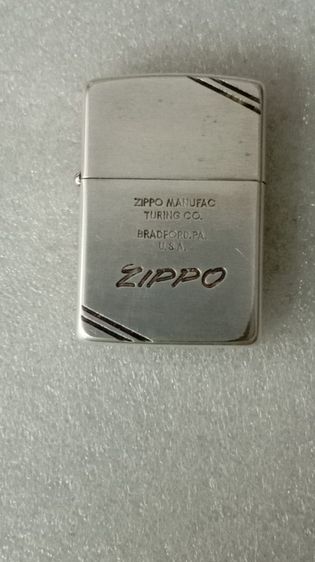 ZIPPO MANUFAC
TURING CO.
BRADFORD.PA.
U.S.A.
ZIPPO